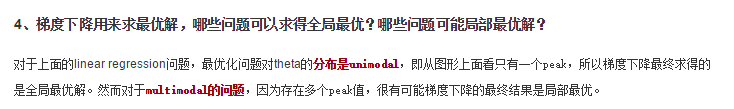 4、梯度下降用来求最优解，哪些问题可以求得全局最优？哪些问题可能局部最优解？
对于上面的linear regression问题，最优化问题对theta的分布是unimodal，即从图形上面看只有一个peak，所以梯度下降最终求得的
是全局最优解。然而对于multimodal的问题，因为存在多个peak值，很有可能梯度下降的最终结果是局部最优。